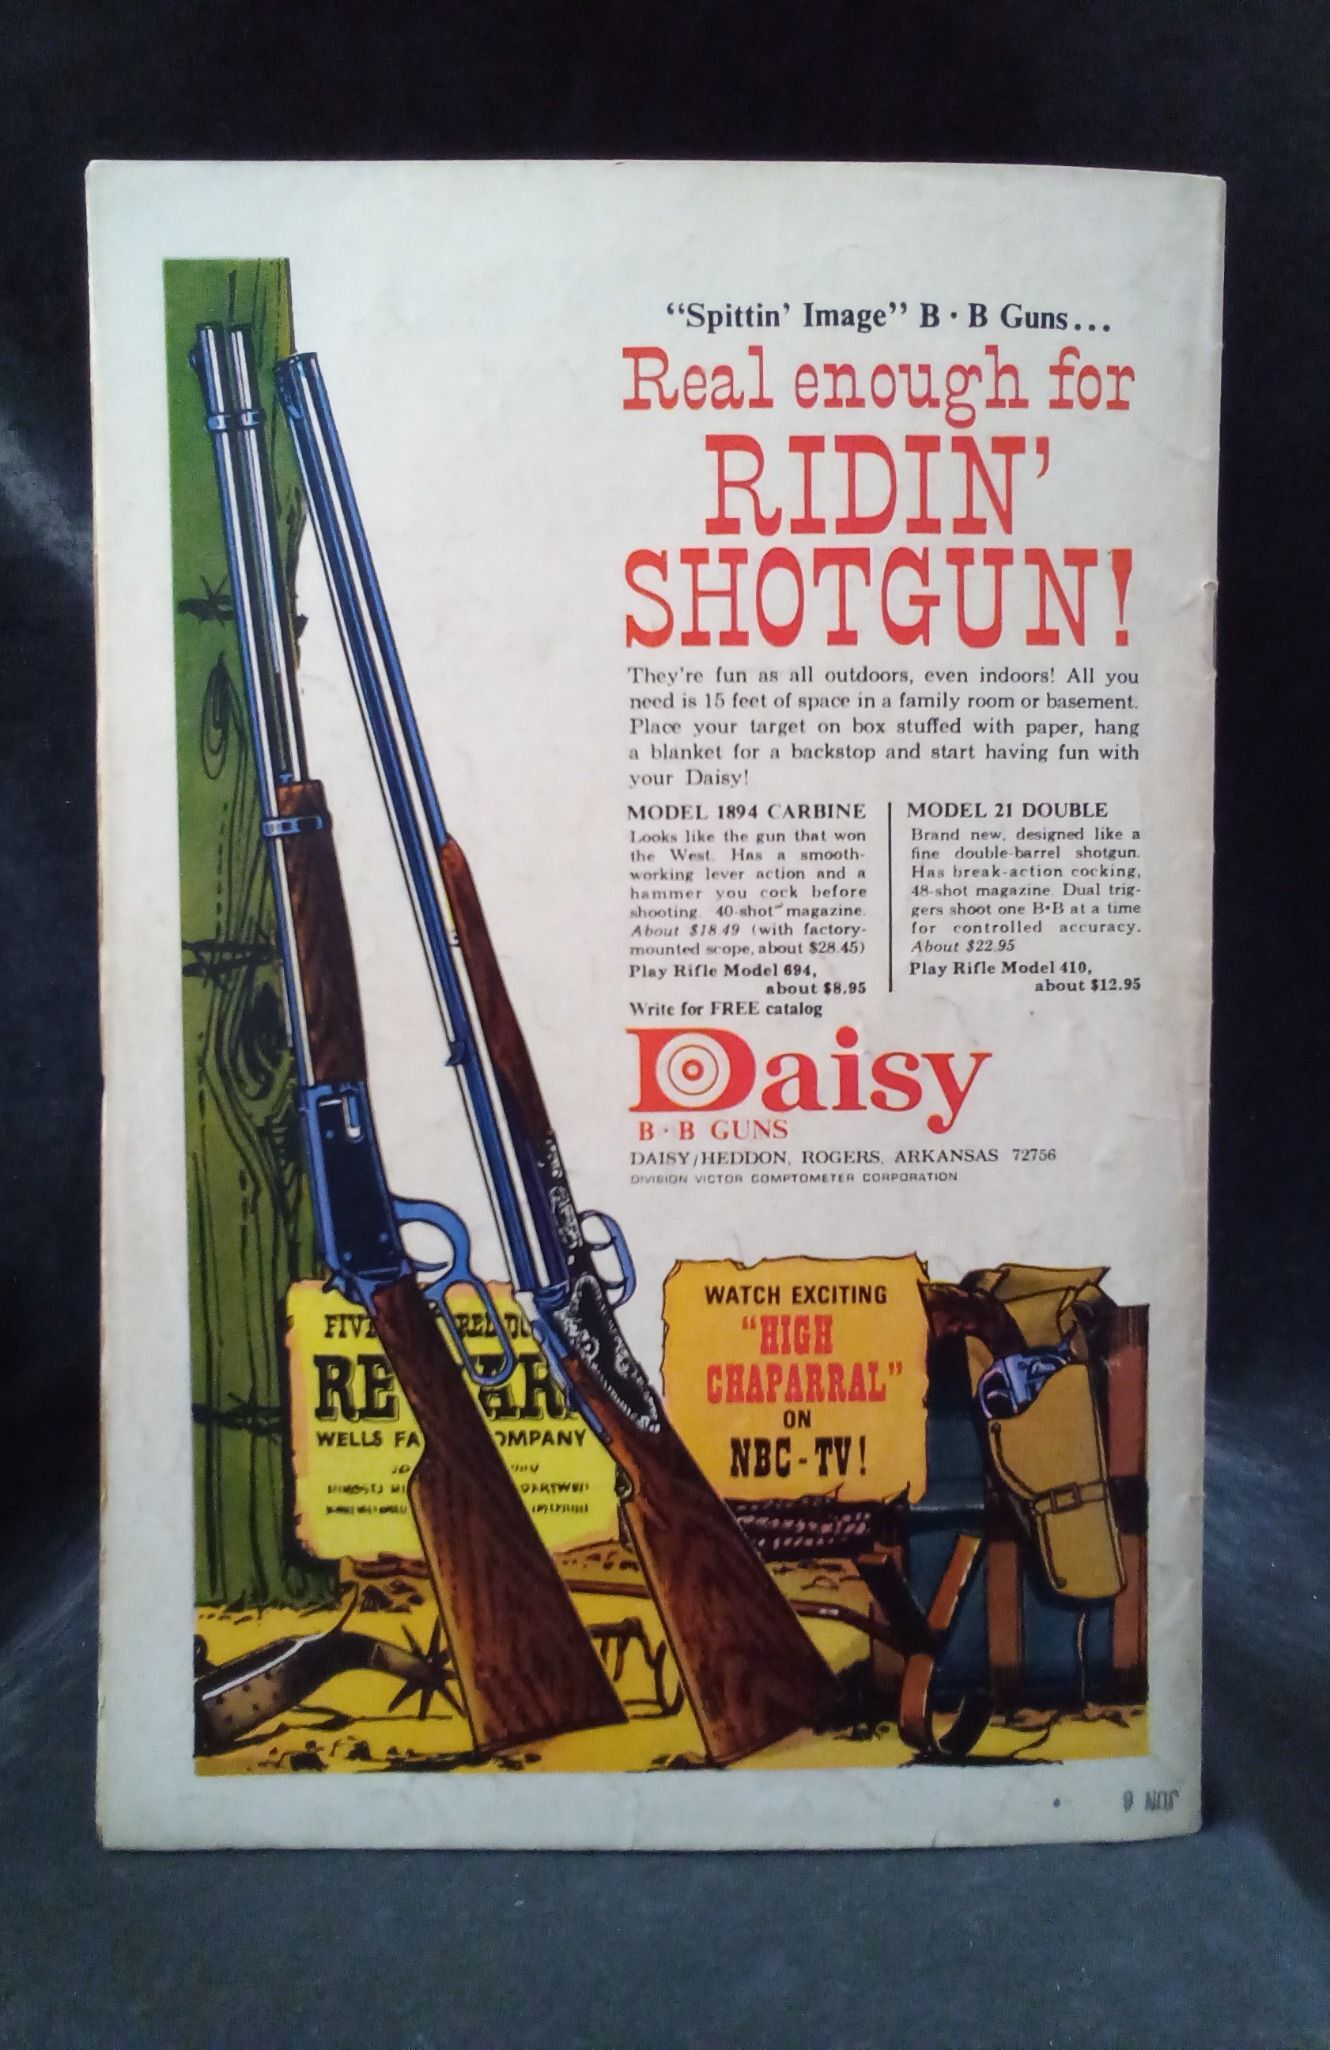 “Spittin’ Image” B·B Guns...
Real enough for
RIDIN’
SHOTGUN!
They’re fun as all outdoors, even indoors! All you
need is 15 feet of space in a family room or basement.
Place your target on box stuffed with paper, hang
a blanket for a backstop and start having fun with
your Daisy!
MODEL 1894 CARBINE
Looks like the gun that won
the West. Has a smooth-
working lever action and a
hammer you cock before
shooting. 40-shot magazine.
About $18.49 (with factory-
mounted scope, about $28.45)
Play Rifle Model 694,
about $8.95
Write for FREE catalog
MODEL 21 DOUBLE
Brand new, designed like a
fine double-barrel shotgun.
Has break-action cocking,
48-shot magazine. Dual trig-
gers shoot one B•B at a time
for controlled accuracy.
About $22.95
Play Rifle Model 410,
about $12.95
Daisy
B·B GUNS
DAISY/HEDDON, ROGERS, ARKANSAS 72756
DIVISION VICTOR COMPTOMETER CORPORATION
WATCH EXCITING
“HIGH
CHAPARRAL”
ON
NBC-TV!
FIVE
RE
WELLS FA OMPANY
JUN 6